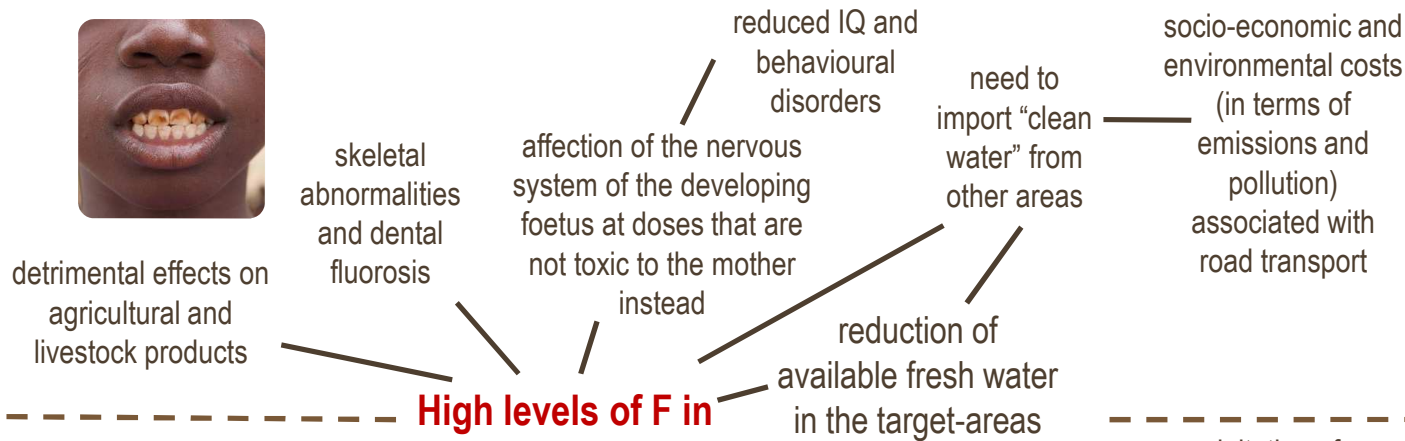 reduced IQ and
behavioural
disorders
socio-economic and
environmental costs
(in terms of
emissions and
pollution)
associated with
road transport
need to
import “clean
water” from
other areas
skeletal
abnormalities
and dental
fluorosis
affection of the nervous
system of the developing
foetus at doses that are
not toxic to the mother
instead
detrimental effects on
agricultural and
livestock products
reduction of
available fresh water
in the target-areas
High levels of F in